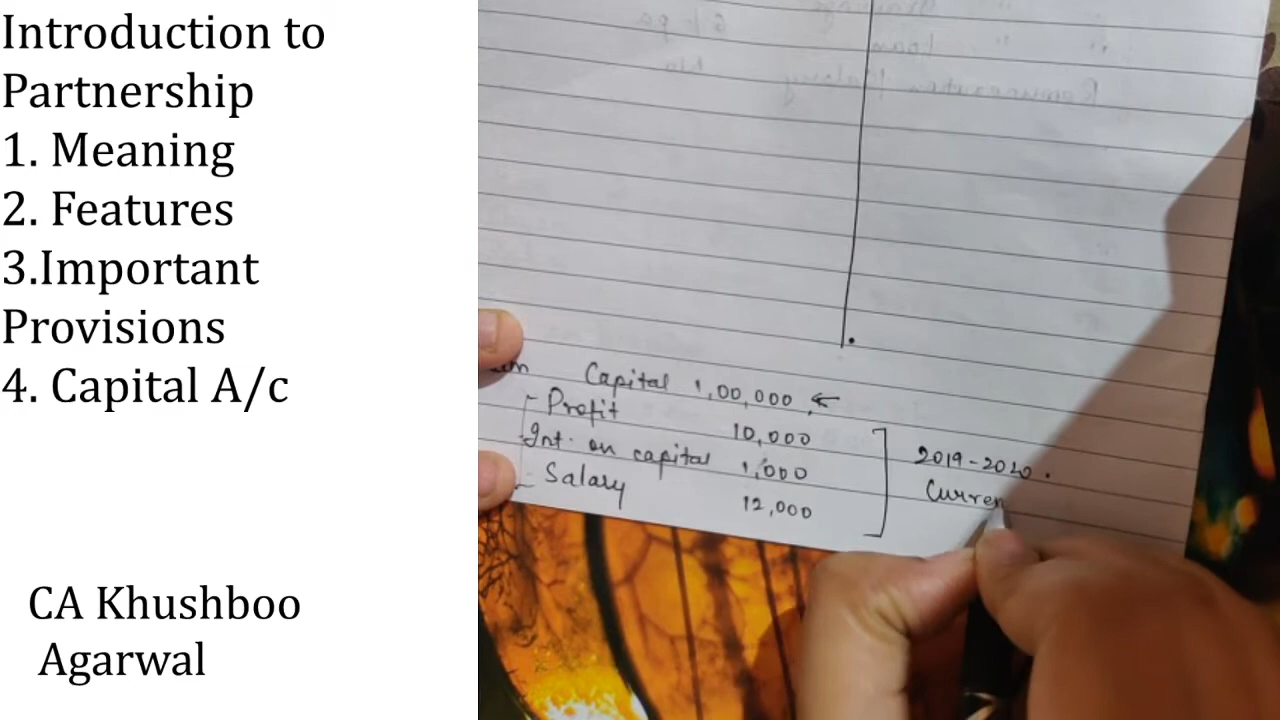 Introduction to
Partnership
1. Meaning
2. Features
3.Important
Provisions
4. Capital A/c
CA Khushboo
Agarwal
Capital 1,00,000 ←
- Profit 10,000
Int. on capital 1,000
- Salary 12,000
2019-2020.
Curren